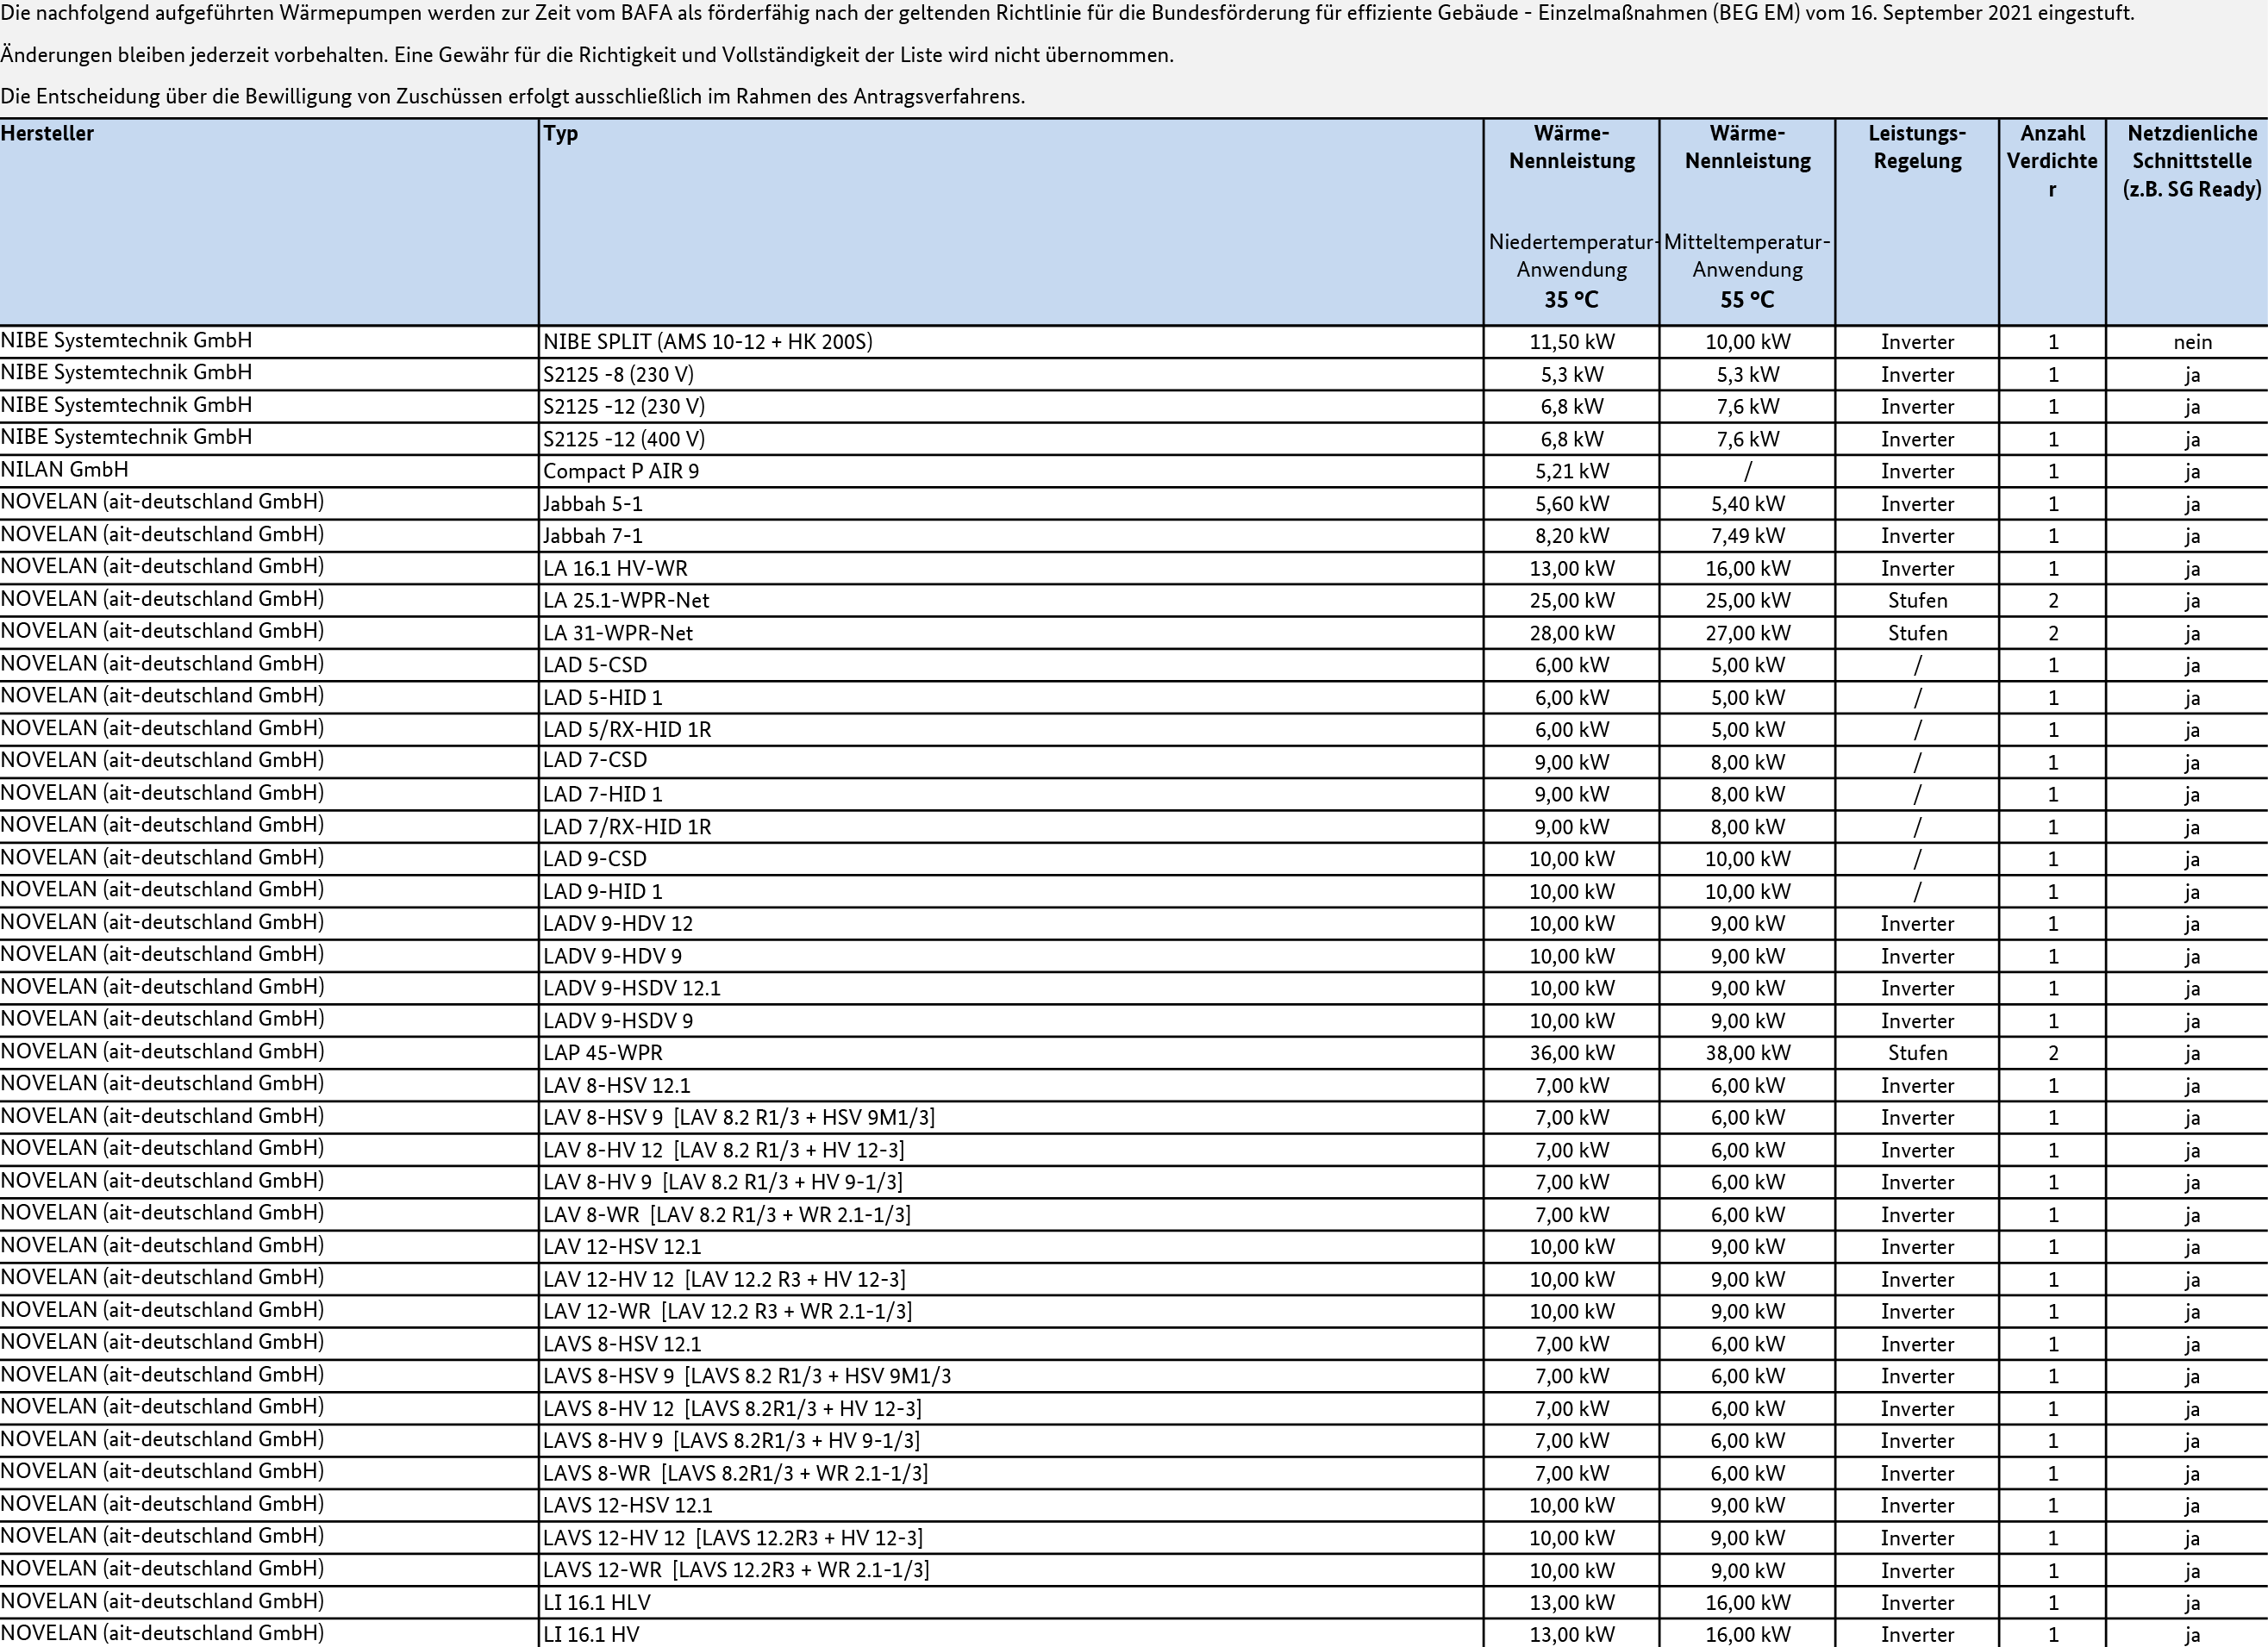 Die nachfolgend aufgeführten Wärmepumpen werden zur Zeit vom BAFA als förderfähig nach der geltenden Richtlinie für die Bundesförderung für effiziente Gebäude - Einzelmaßnahmen (BEG EM) vom 16. September 2021 eingestuft.
Änderungen bleiben jederzeit vorbehalten. Eine Gewähr für die Richtigkeit und Vollständigkeit der Liste wird nicht übernommen.
Die Entscheidung über die Bewilligung von Zuschüssen erfolgt ausschließlich im Rahmen des Antragsverfahrens.
Hersteller Typ Wärme- Wärme- Leistungs- Anzahl Netzdienliche
Nennleistung Nennleistung Regelung Verdichte Schnittstelle
r (z.B. SG Ready)
Niedertemperatur- Mitteltemperatur-
Anwendung Anwendung
35 °C 55 °C
NIBE Systemtechnik GmbH NIBE SPLIT (AMS 10-12 + HK 200S) 11,50 kW 10,00 kW Inverter 1 nein
NIBE Systemtechnik GmbH S2125 -8 (230 V) 5,3 kW 5,3 kW Inverter 1 ja
NIBE Systemtechnik GmbH S2125 -12 (230 V) 6,8 kW 7,6 kW Inverter 1 ja
NIBE Systemtechnik GmbH S2125 -12 (400 V) 6,8 kW 7,6 kW Inverter 1 ja
NILAN GmbH Compact P AIR 9 5,21 kW / Inverter 1 ja
NOVELAN (ait-deutschland GmbH) Jabbah 5-1 5,60 kW 5,40 kW Inverter 1 ja
NOVELAN (ait-deutschland GmbH) Jabbah 7-1 8,20 kW 7,49 kW Inverter 1 ja
NOVELAN (ait-deutschland GmbH) LA 16.1 HV-WR 13,00 kW 16,00 kW Inverter 1 ja
NOVELAN (ait-deutschland GmbH) LA 25.1-WPR-Net 25,00 kW 25,00 kW Stufen 2 ja
NOVELAN (ait-deutschland GmbH) LA 31-WPR-Net 28,00 kW 27,00 kW Stufen 2 ja
NOVELAN (ait-deutschland GmbH) LAD 5-CSD 6,00 kW 5,00 kW / 1 ja
NOVELAN (ait-deutschland GmbH) LAD 5-HID 1 6,00 kW 5,00 kW / 1 ja
NOVELAN (ait-deutschland GmbH) LAD 5/RX-HID 1R 6,00 kW 5,00 kW / 1 ja
NOVELAN (ait-deutschland GmbH) LAD 7-CSD 9,00 kW 8,00 kW / 1 ja
NOVELAN (ait-deutschland GmbH) LAD 7-HID 1 9,00 kW 8,00 kW / 1 ja
NOVELAN (ait-deutschland GmbH) LAD 7/RX-HID 1R 9,00 kW 8,00 kW / 1 ja
NOVELAN (ait-deutschland GmbH) LAD 9-CSD 10,00 kW 10,00 kW / 1 ja
NOVELAN (ait-deutschland GmbH) LAD 9-HID 1 10,00 kW 10,00 kW / 1 ja
NOVELAN (ait-deutschland GmbH) LADV 9-HDV 12 10,00 kW 9,00 kW Inverter 1 ja
NOVELAN (ait-deutschland GmbH) LADV 9-HDV 9 10,00 kW 9,00 kW Inverter 1 ja
NOVELAN (ait-deutschland GmbH) LADV 9-HSDV 12.1 10,00 kW 9,00 kW Inverter 1 ja
NOVELAN (ait-deutschland GmbH) LADV 9-HSDV 9 10,00 kW 9,00 kW Inverter 1 ja
NOVELAN (ait-deutschland GmbH) LAP 45-WPR 36,00 kW 38,00 kW Stufen 2 ja
NOVELAN (ait-deutschland GmbH) LAV 8-HSV 12.1 7,00 kW 6,00 kW Inverter 1 ja
NOVELAN (ait-deutschland GmbH) LAV 8-HSV 9 [LAV 8.2 R1/3 + HSV 9M1/3] 7,00 kW 6,00 kW Inverter 1 ja
NOVELAN (ait-deutschland GmbH) LAV 8-HV 12 [LAV 8.2 R1/3 + HV 12-3] 7,00 kW 6,00 kW Inverter 1 ja
NOVELAN (ait-deutschland GmbH) LAV 8-HV 9 [LAV 8.2 R1/3 + HV 9-1/3] 7,00 kW 6,00 kW Inverter 1 ja
NOVELAN (ait-deutschland GmbH) LAV 8-WR [LAV 8.2 R1/3 + WR 2.1-1/3] 7,00 kW 6,00 kW Inverter 1 ja
NOVELAN (ait-deutschland GmbH) LAV 12-HSV 12.1 10,00 kW 9,00 kW Inverter 1 ja
NOVELAN (ait-deutschland GmbH) LAV 12-HV 12 [LAV 12.2 R3 + HV 12-3] 10,00 kW 9,00 kW Inverter 1 ja
NOVELAN (ait-deutschland GmbH) LAV 12-WR [LAV 12.2 R3 + WR 2.1-1/3] 10,00 kW 9,00 kW Inverter 1 ja
NOVELAN (ait-deutschland GmbH) LAVS 8-HSV 12.1 7,00 kW 6,00 kW Inverter 1 ja
NOVELAN (ait-deutschland GmbH) LAVS 8-HSV 9 [LAVS 8.2 R1/3 + HSV 9M1/3 7,00 kW 6,00 kW Inverter 1 ja
NOVELAN (ait-deutschland GmbH) LAVS 8-HV 12 [LAVS 8.2R1/3 + HV 12-3] 7,00 kW 6,00 kW Inverter 1 ja
NOVELAN (ait-deutschland GmbH) LAVS 8-HV 9 [LAVS 8.2R1/3 + HV 9-1/3] 7,00 kW 6,00 kW Inverter 1 ja
NOVELAN (ait-deutschland GmbH) LAVS 8-WR [LAVS 8.2R1/3 + WR 2.1-1/3] 7,00 kW 6,00 kW Inverter 1 ja
NOVELAN (ait-deutschland GmbH) LAVS 12-HSV 12.1 10,00 kW 9,00 kW Inverter 1 ja
NOVELAN (ait-deutschland GmbH) LAVS 12-HV 12 [LAVS 12.2R3 + HV 12-3] 10,00 kW 9,00 kW Inverter 1 ja
NOVELAN (ait-deutschland GmbH) LAVS 12-WR [LAVS 12.2R3 + WR 2.1-1/3] 10,00 kW 9,00 kW Inverter 1 ja
NOVELAN (ait-deutschland GmbH) LI 16.1 HLV 13,00 kW 16,00 kW Inverter 1 ja
NOVELAN (ait-deutschland GmbH) LI 16.1 HV 13,00 kW 16,00 kW Inverter 1 ja